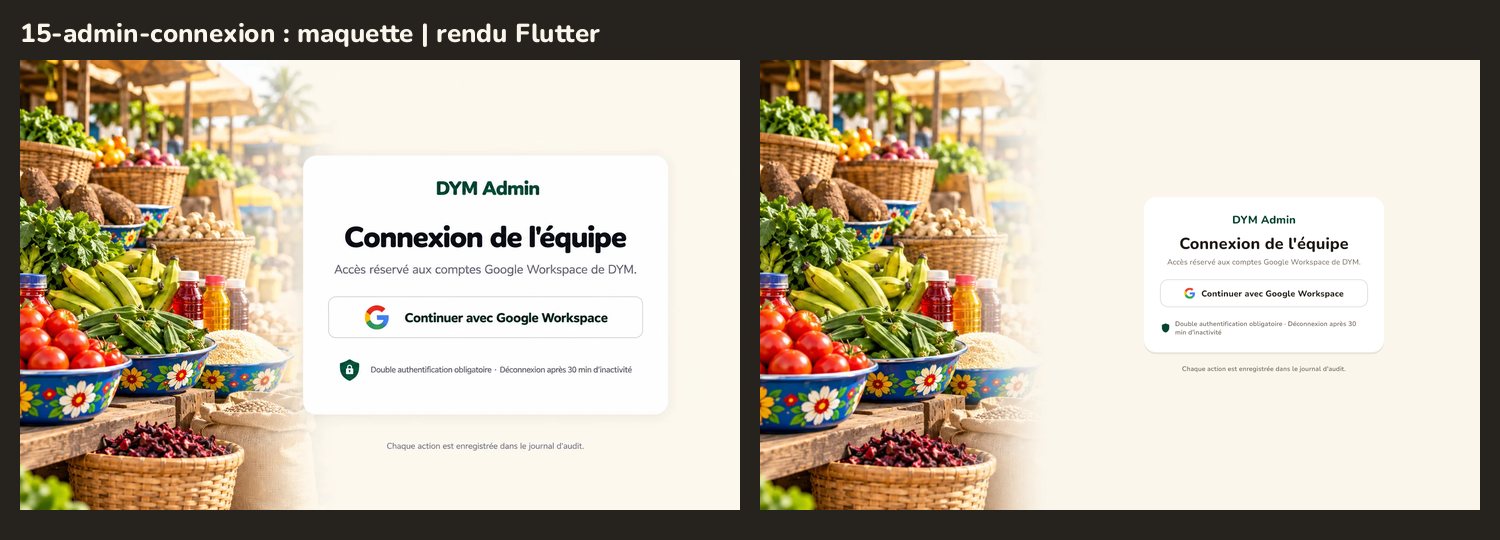 15-admin-connexion : maquette | rendu Flutter
DYM Admin
Connexion de l'équipe
Accès réservé aux comptes Google Workspace de DYM.
Continuer avec Google Workspace
Double authentification obligatoire · Déconnexion après 30 min d'inactivité
Chaque action est enregistrée dans le journal d'audit.
DYM Admin
Connexion de l'équipe
Accès réservé aux comptes Google Workspace de DYM.
Continuer avec Google Workspace
Double authentification obligatoire · Déconnexion après 30
min d'inactivité
Chaque action est enregistrée dans le journal d'audit.